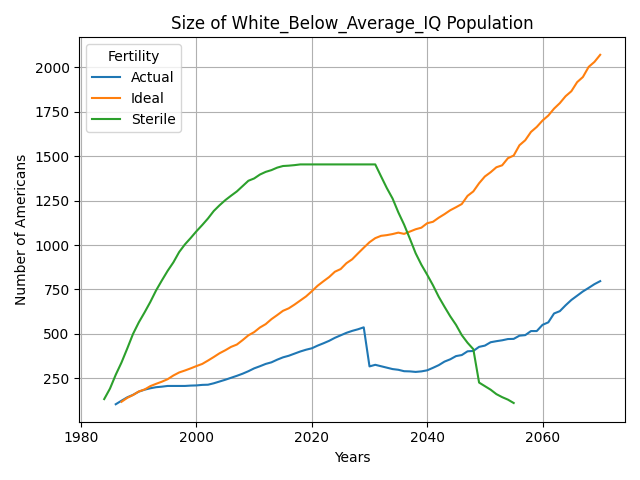 Size of White_Below_Average_IQ Population
Fertility
Actual
Ideal
Sterile
Number of Americans
2000
1750
1500
1250
1000
750
500
250
1980
2000
2020
2040
2060
Years